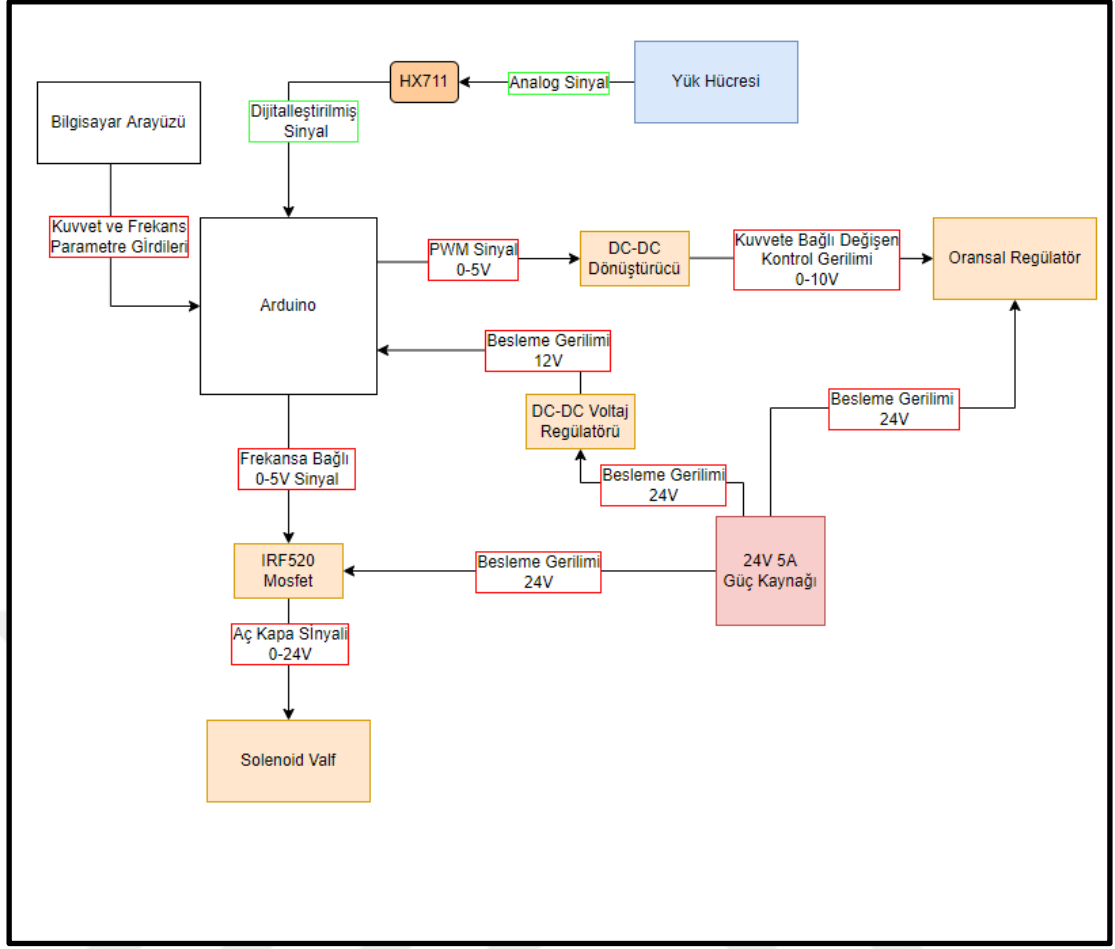 HX711
Analog Sinyal
Yük Hücresi
Bilgisayar Arayüzü
Dijitalleştirilmiş
Sinyal
Kuvvet ve Frekans
Parametre Girdileri
Arduino
PWM Sinyal
0-5V
DC-DC
Dönüştürücü
Kuvvete Bağlı Değişen
Kontrol Gerilimi
0-10V
Oransal Regülatör
Besleme Gerilimi
12V
DC-DC Voltaj
Regülatörü
Besleme Gerilimi
24V
Besleme Gerilimi
24V
Frekansa Bağlı
0-5V Sinyal
IRF520
Mosfet
Besleme Gerilimi
24V
24V 5A
Güç Kaynağı
Aç Kapa Sİnyali
0-24V
Solenoid Valf